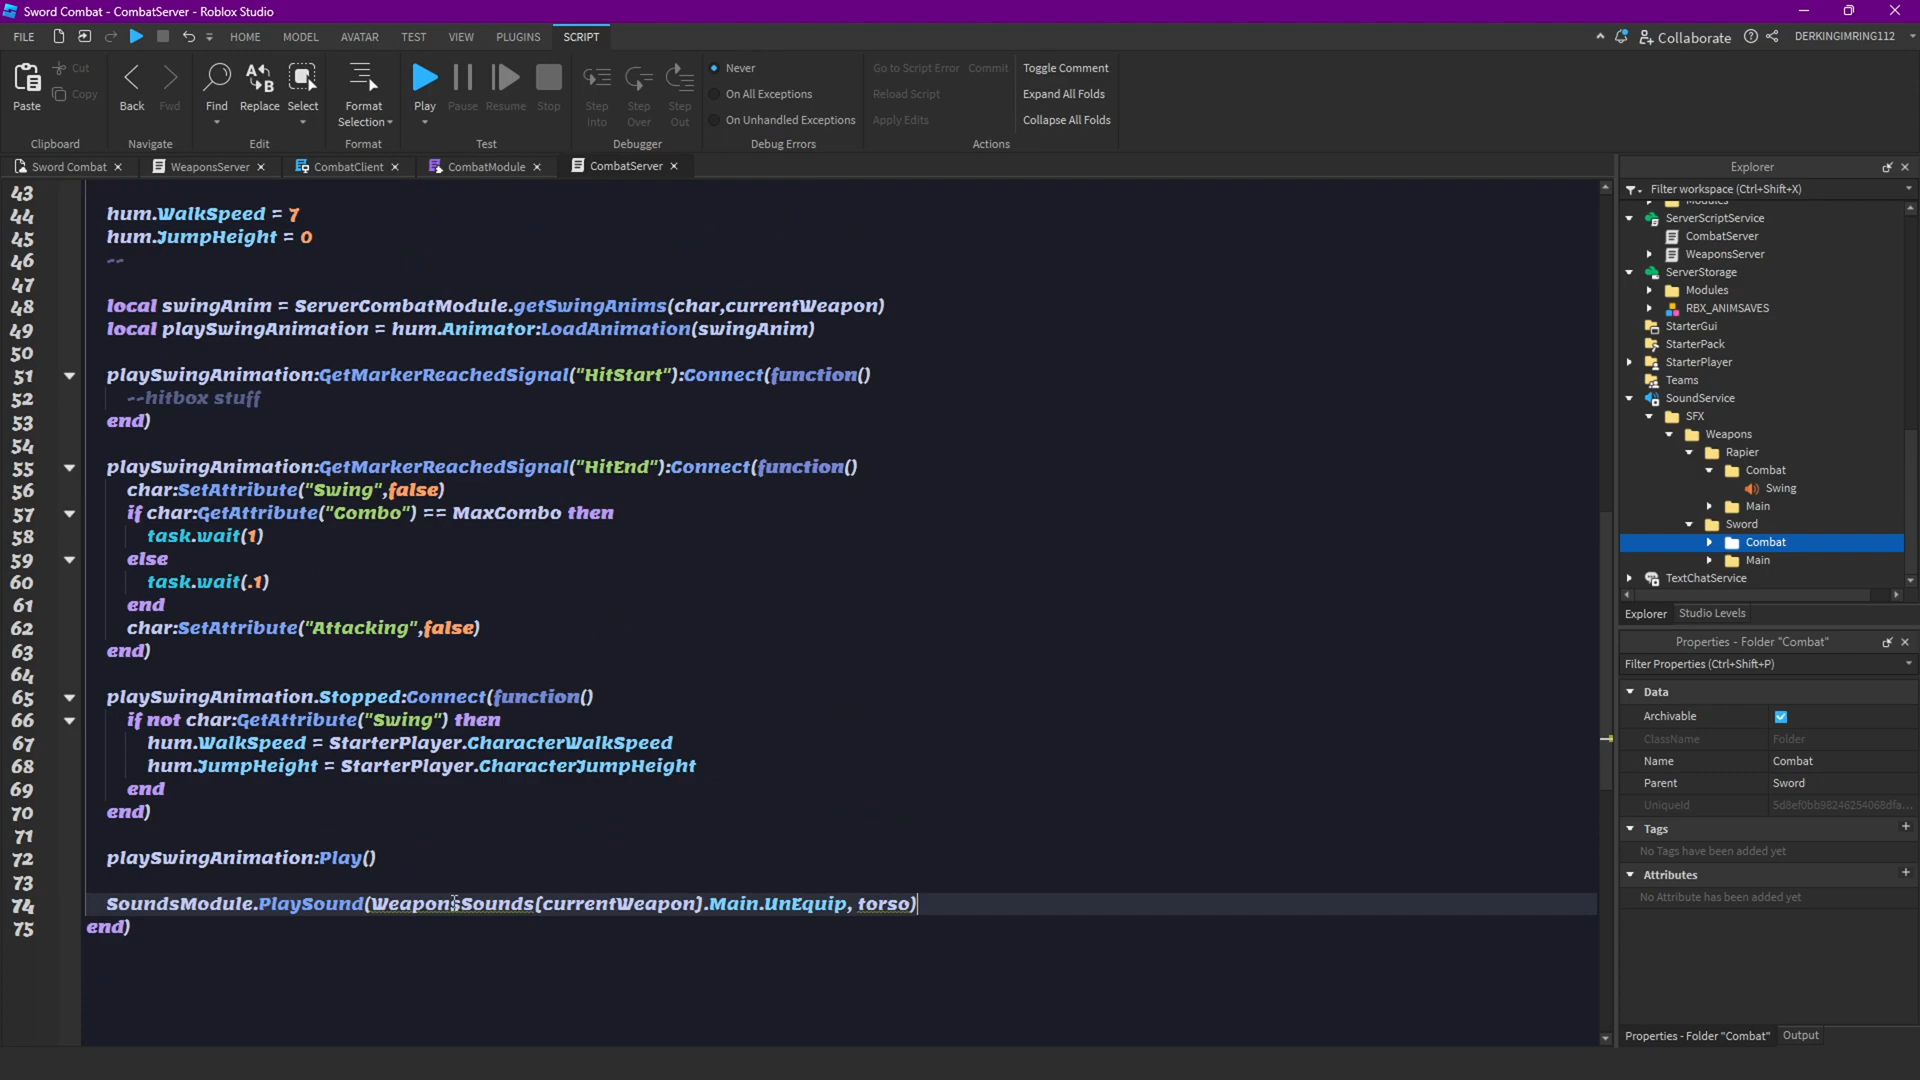 Sword Combat - CombatServer - Roblox Studio
FILE HOME MODEL AVATAR TEST VIEW PLUGINS SCRIPT Collaborate DERKINGIMRING112
Paste Cut Copy
Back Fwd
Find Replace Select
Format Selection
Play Pause Resume Stop
Step Into Step Over Step Out
Never
On All Exceptions
On Unhandled Exceptions
Go to Script Error Commit
Reload Script
Apply Edits
Toggle Comment
Expand All Folds
Collapse All Folds
Clipboard Navigate Edit Format Test Debugger Debug Errors Actions
Sword Combat WeaponsServer CombatClient CombatModule CombatServer
43
44 hum.WalkSpeed = 7
45 hum.JumpHeight = 0
46 --
47
48 local swingAnim = ServerCombatModule.getSwingAnims(char,currentWeapon)
49 local playSwingAnimation = hum.Animator:LoadAnimation(swingAnim)
50
51 playSwingAnimation:GetMarkerReachedSignal("HitStart"):Connect(function()
52 --hitbox stuff
53 end)
54
55 playSwingAnimation:GetMarkerReachedSignal("HitEnd"):Connect(function()
56 char:SetAttribute("Swing",false)
57 if char:GetAttribute("Combo") == MaxCombo then
58 task.wait(1)
59 else
60 task.wait(.1)
61 end
62 char:SetAttribute("Attacking",false)
63 end)
64
65 playSwingAnimation.Stopped:Connect(function()
66 if not char:GetAttribute("Swing") then
67 hum.WalkSpeed = StarterPlayer.CharacterWalkSpeed
68 hum.JumpHeight = StarterPlayer.CharacterJumpHeight
69 end
70 end)
71
72 playSwingAnimation:Play()
73
74 SoundsModule.PlaySound(WeaponsSounds[currentWeapon].Main.UnEquip, torso)
75 end)
Explorer
Filter workspace (Ctrl+Shift+X)
Modules
ServerScriptService
CombatServer
WeaponsServer
ServerStorage
Modules
RBX_ANIMSAVES
StarterGui
StarterPack
StarterPlayer
Teams
SoundService
SFX
Weapons
Rapier
Combat
Swing
Main
Sword
Combat
Main
TextChatService
Explorer Studio Levels
Properties - Folder "Combat"
Filter Properties (Ctrl+Shift+P)
Data
Archivable
ClassName Folder
Name Combat
Parent Sword
UniqueId 5d8ef0bb98246254068dfa...
Tags +
No Tags have been added yet
Attributes +
No Attribute has been added yet
Properties - Folder "Combat" Output